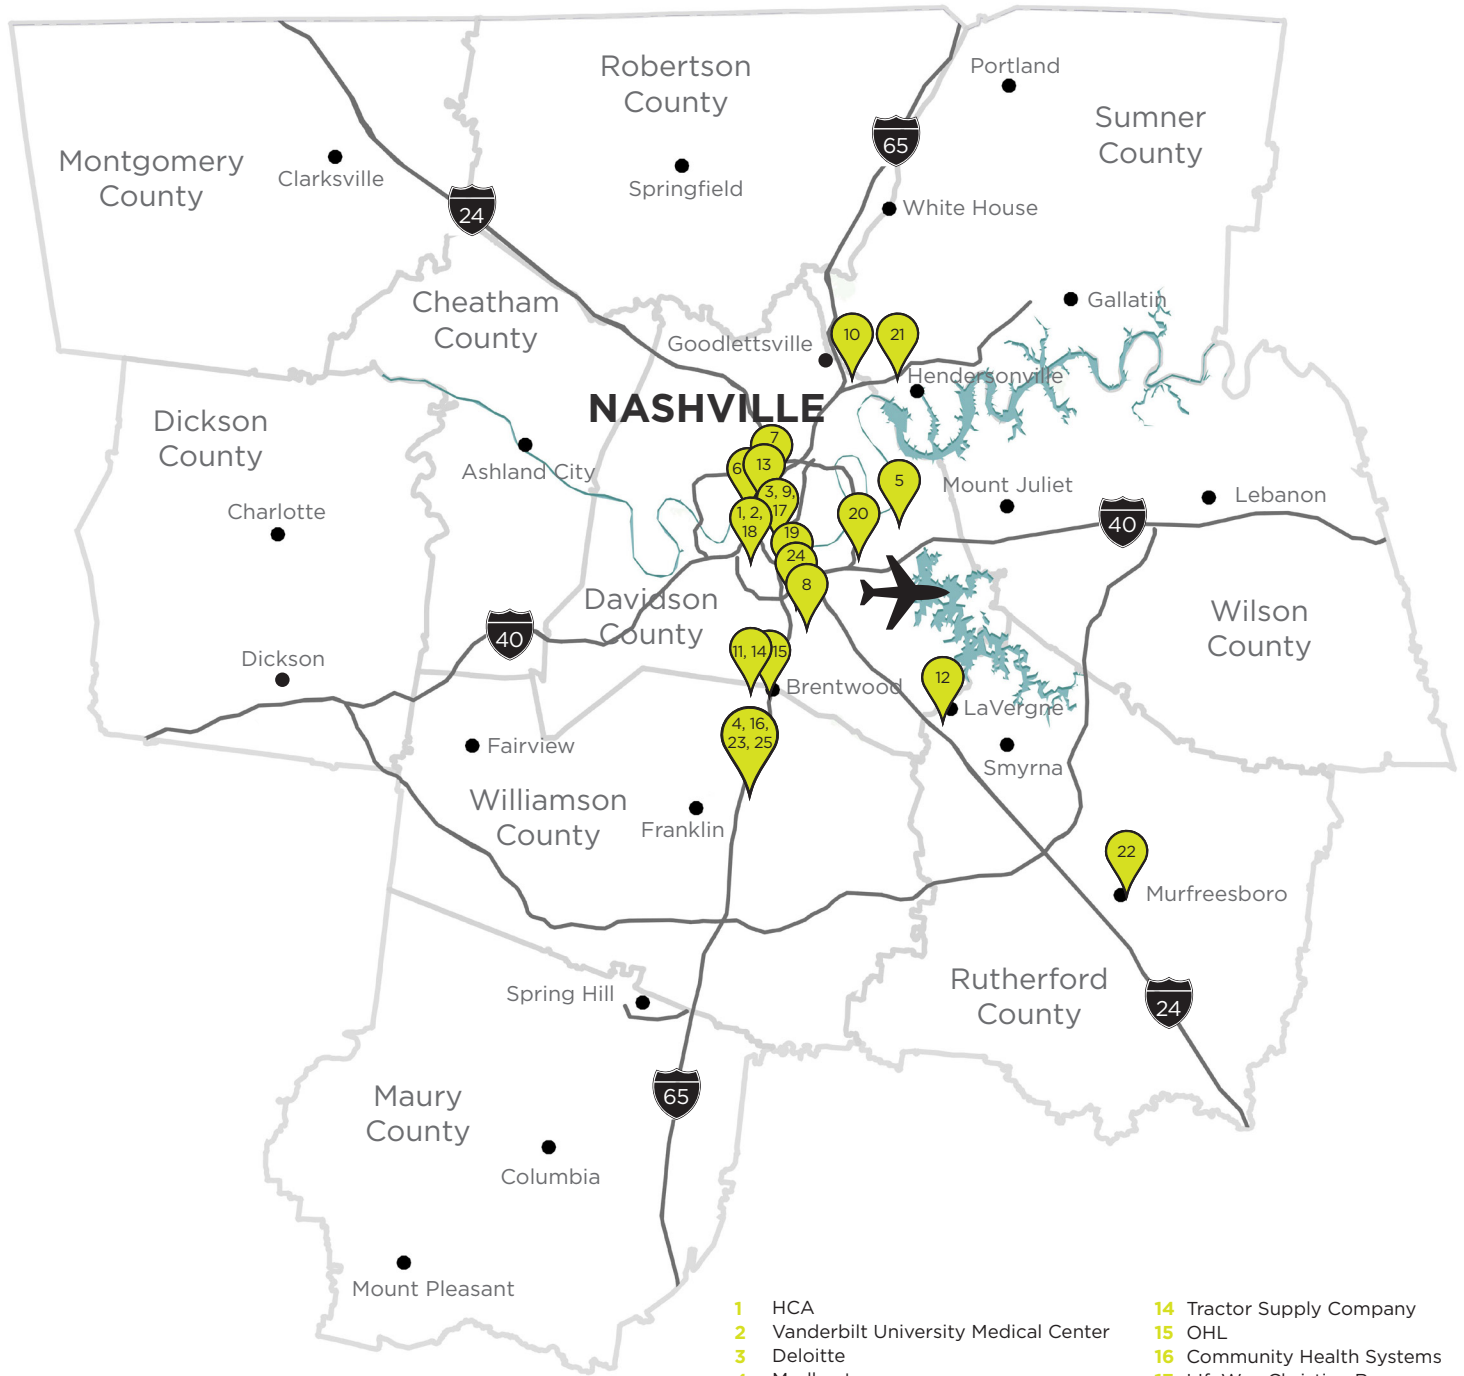 Robertson
County
Portland
Sumner
County
65
Montgomery
County
Clarksville
Springfield
24
White House
Cheatham
County
Gallatin
Goodlettsville
10
21
Hendersonville
NASHVILLE
Dickson
County
7
6
13
Ashland City
5
Mount Juliet
Lebanon
3, 9,
17
Charlotte
1, 2,
18
20
40
19
24
8
Davidson
County
Wilson
County
40
Dickson
11, 14
15
Brentwood
12
LaVergne
4, 16,
23, 25
Fairview
Smyrna
Williamson
County
Franklin
22
Murfreesboro
Rutherford
County
Spring Hill
24
65
Maury
County
Columbia
Mount Pleasant
1 HCA
2 Vanderbilt University Medical Center
3 Deloitte
14 Tractor Supply Company
15 OHL
16 Community Health Systems